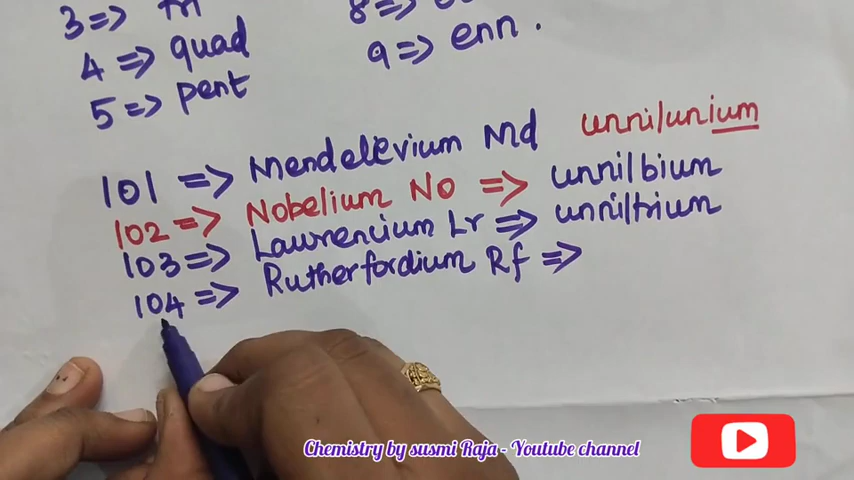 3 => tri
4 => quad
5 => pent
8 =>
9 => enn.
101 => Mendelevium Md unnilunium
102 => Nobelium No => unnilbium
103 => Lawrencium Lr => unniltrium
104 => Rutherfordium Rf =>
Chemistry by susmi Raja - Youtube channel